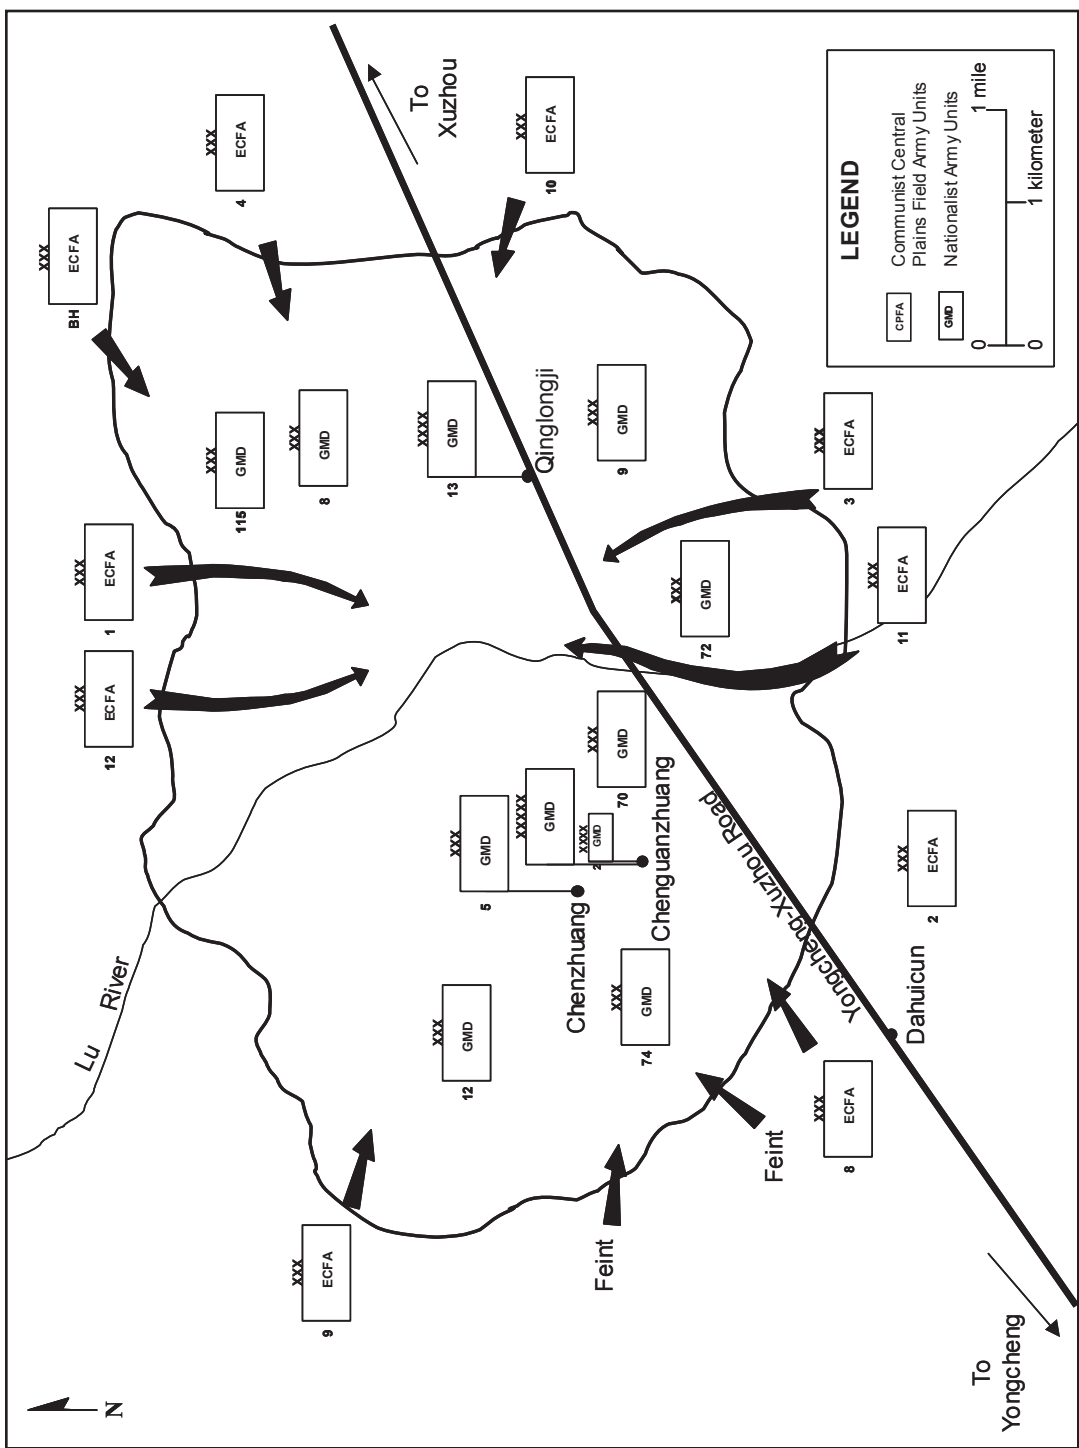 N
XXX
BH ECFA
XXX
12 ECFA
XXX
1 ECFA
Lu River
XXX
4 ECFA
XXX
115 GMD
XXX
9 ECFA
XXX
8 GMD
To
Xuzhou
XXXX
13 GMD
XXX
12 GMD
XXX
5 GMD
XXXXX
GMD
XXX
10 ECFA
Qinglongji
Chenzhuang
XXXX
2 GMD
Feint
XXX
70 GMD
XXX
9 GMD
XXX
74 GMD
Chenguanzhuang
XXX
72 GMD
Feint
Yongcheng-Xuzhou Road
XXX
8 ECFA
XXX
3 ECFA
XXX
11 ECFA
XXX
2 ECFA
Dahuicun
To
Yongcheng
LEGEND
CPFA Communist Central
Plains Field Army Units
GMD Nationalist Army Units
0 1 mile
0 1 kilometer